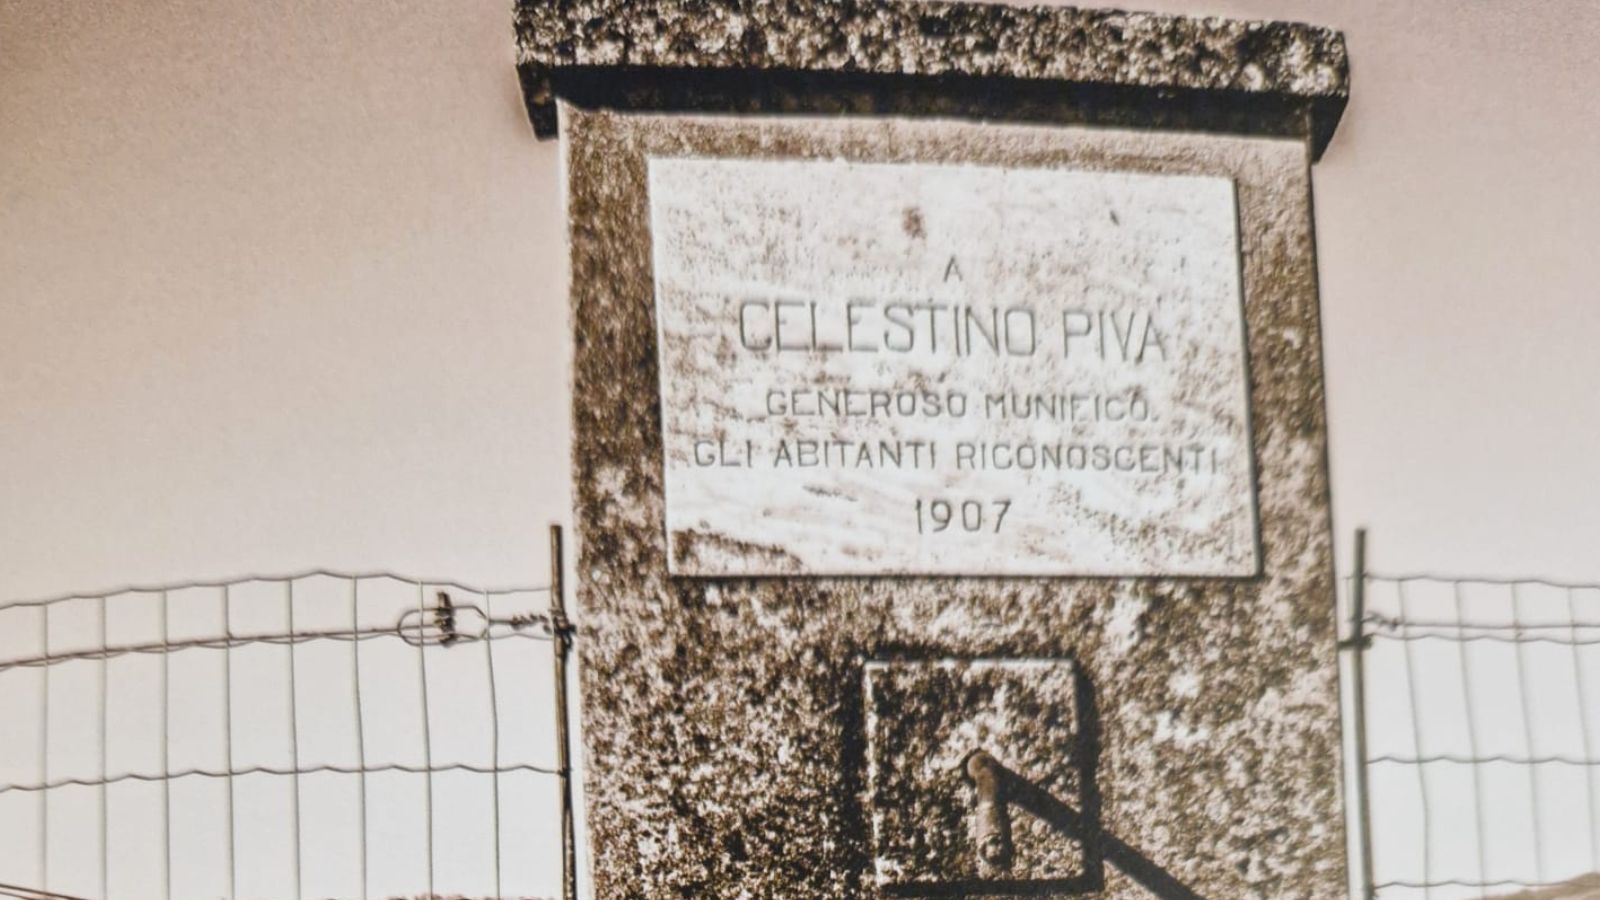 A
CELESTINO PIVA
GENEROSO MUNIFICO.
GLI ABITANTI RICONOSCENTI
1907